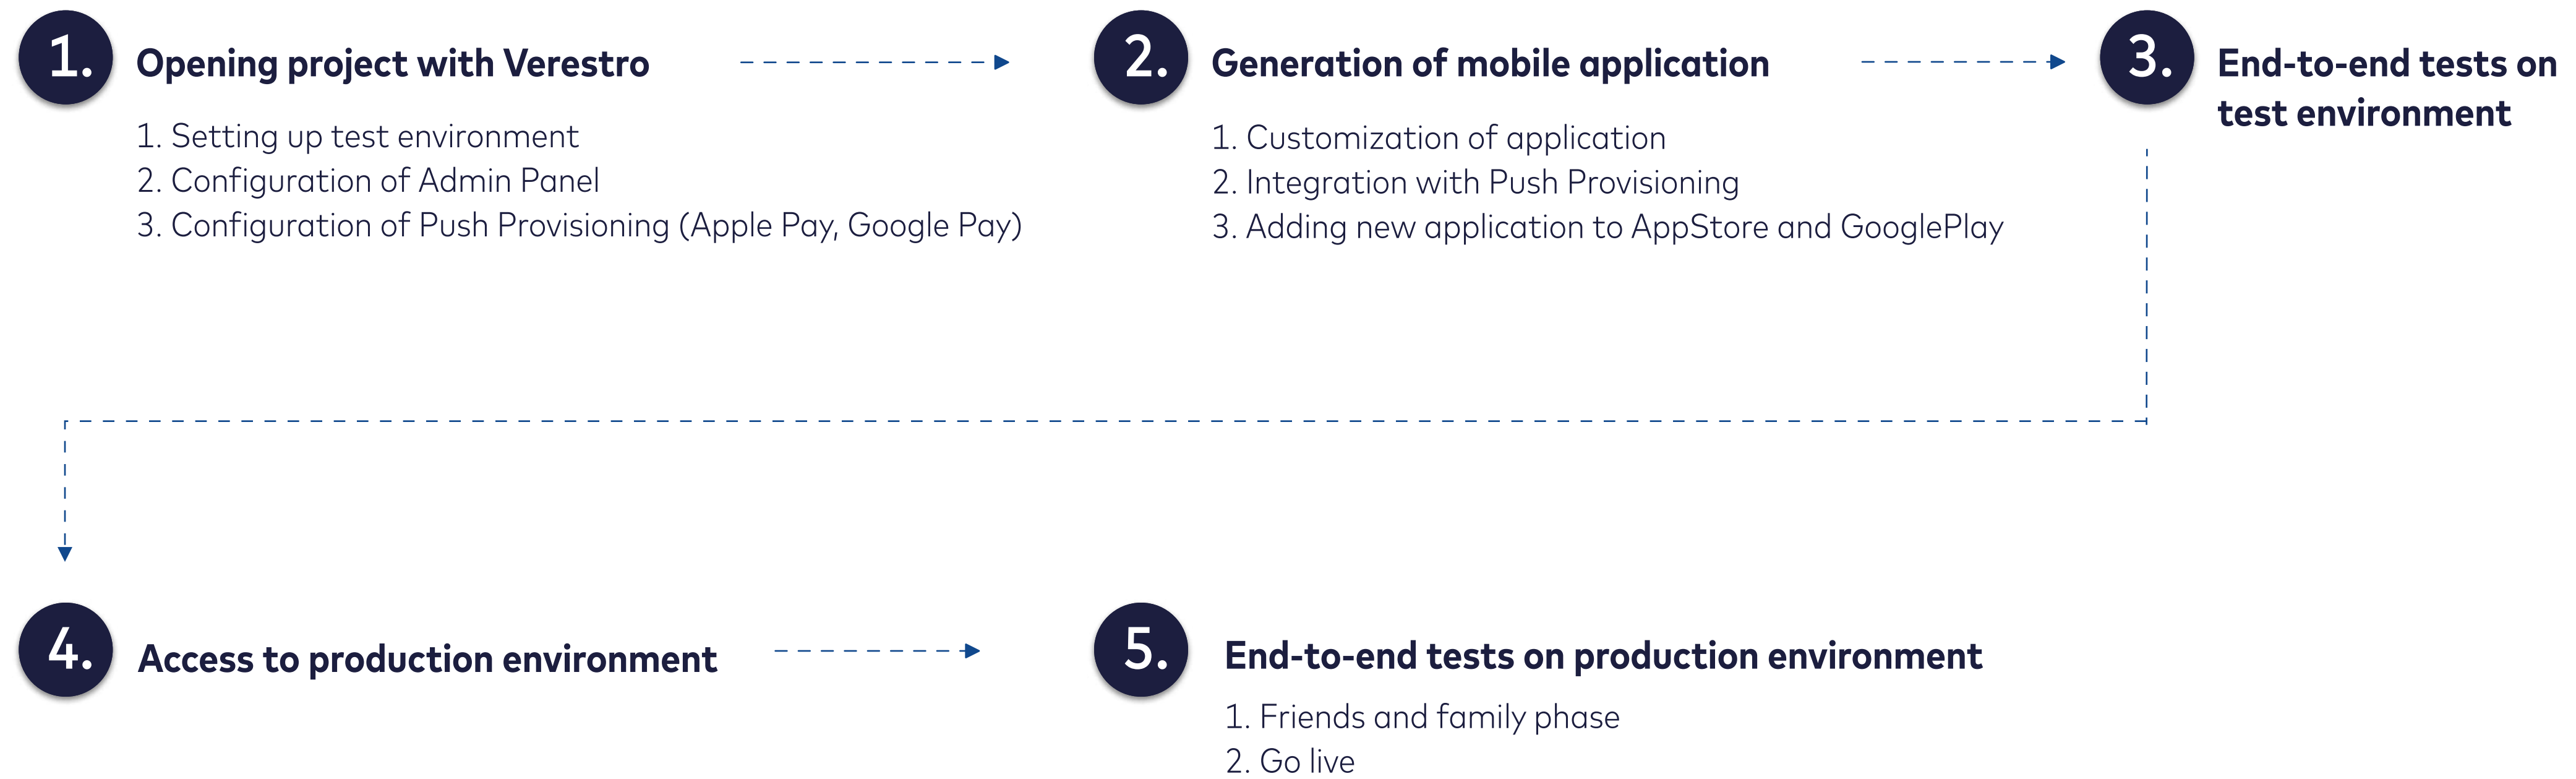 1.
Opening project with Verestro
1. Setting up test environment
2. Configuration of Admin Panel
3. Configuration of Push Provisioning (Apple Pay, Google Pay)
2.
Generation of mobile application
1. Customization of application
2. Integration with Push Provisioning
3. Adding new application to AppStore and GooglePlay
3.
End-to-end tests on
test environment
4.
Access to production environment
5.
End-to-end tests on production environment
1. Friends and family phase
2. Go live